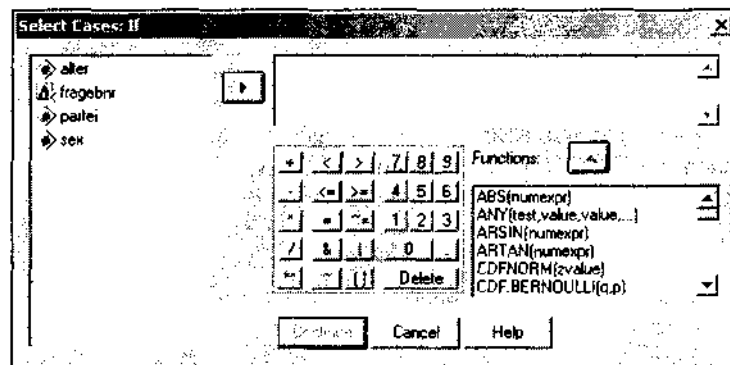 Select Cases: If
alter
fragebnr
partei
sex
+ < > 7 8 9
- <= >= 4 5 6
* = ~= 1 2 3
/ & | 0 .
** ~ () Delete
Functions:
ABS(numexpr)
ANY(test,value,value,...)
ARSIN(numexpr)
ARTAN(numexpr)
CDFNORM(zvalue)
CDF.BERNOULLI(q,p)
Continue Cancel Help